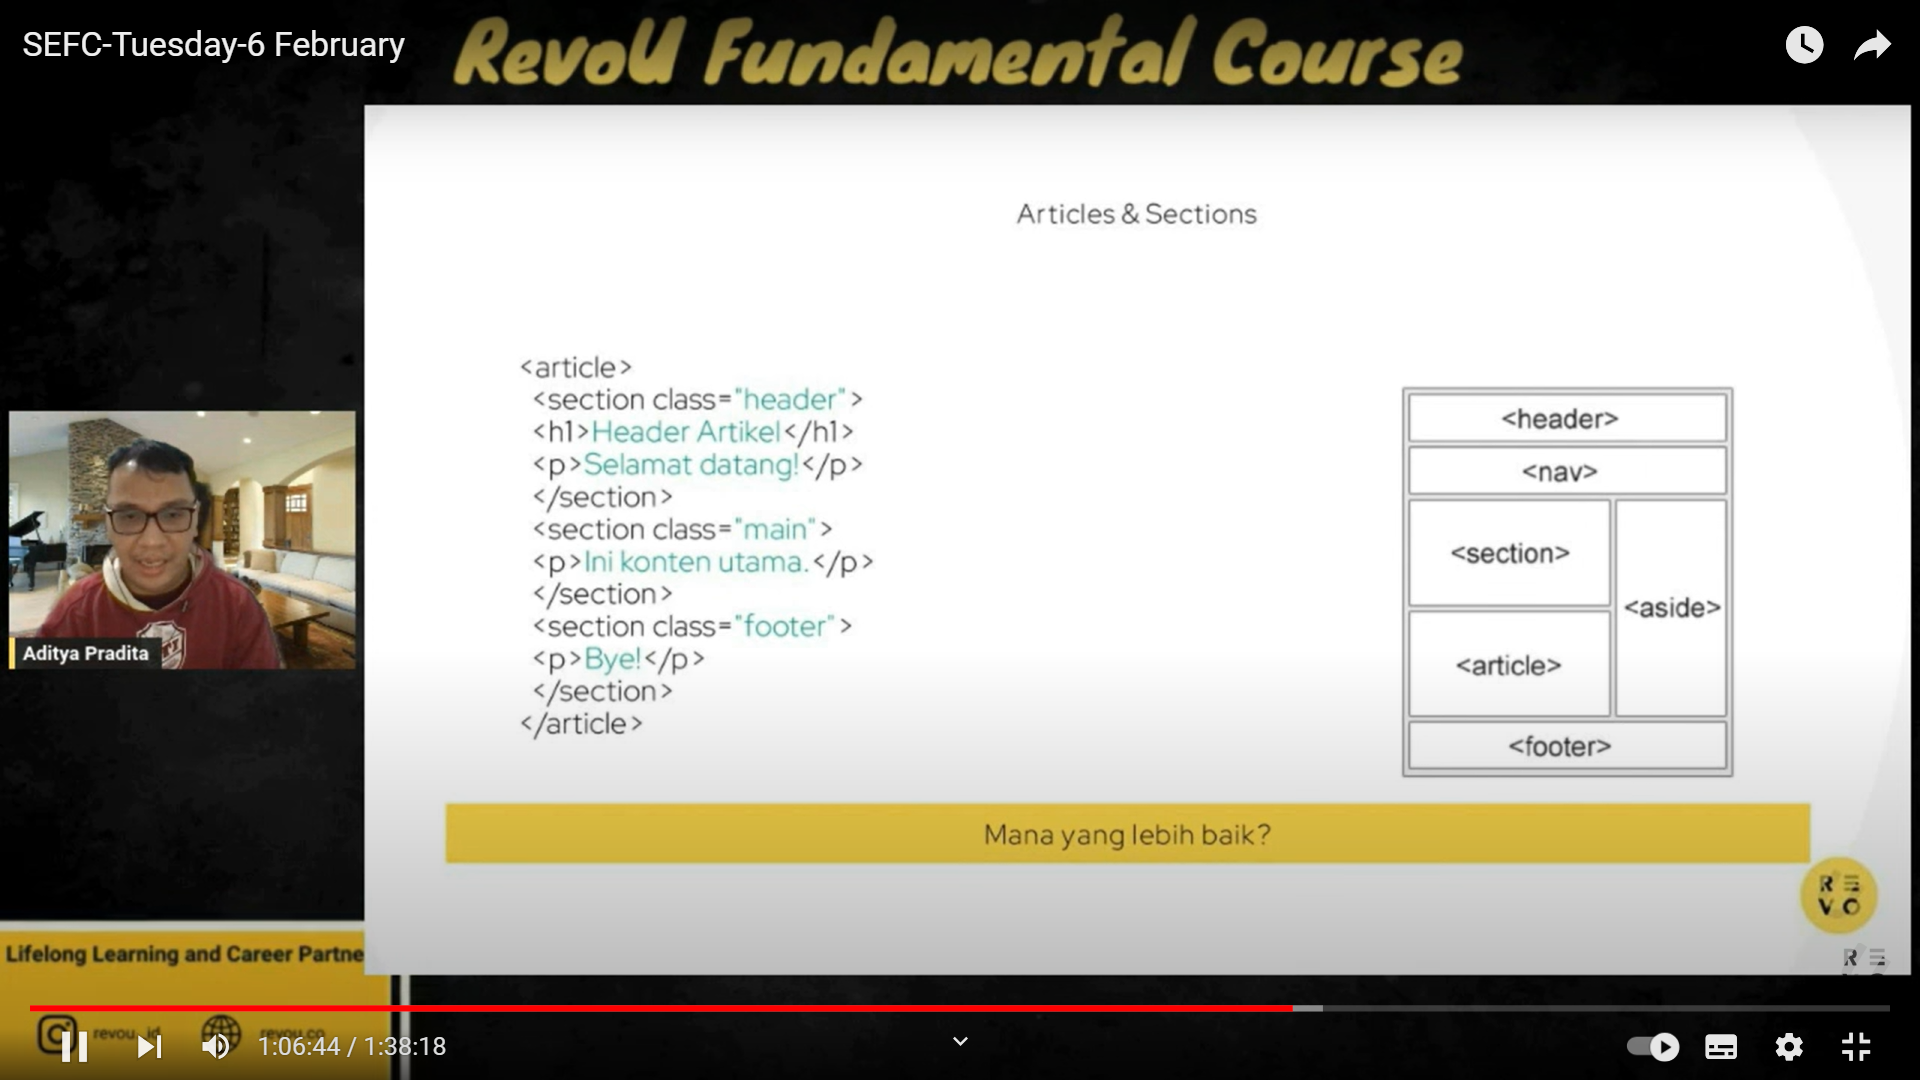 SEFC-Tuesday-6 February
RevoU Fundamental Course
Articles & Sections
<article>
<section class="header">
<h1>Header Artikel</h1>
<p>Selamat datang!</p>
</section>
<section class="main">
<p>Ini konten utama.</p>
</section>
<section class="footer">
<p>Bye!</p>
</section>
</article>
<header>
<nav>
<section>
<aside>
<article>
<footer>
Mana yang lebih baik?
Aditya Pradita
R E
V O
Lifelong Learning and Career Partne
R E
revou_id
revou.co
1:06:44 / 1:38:18